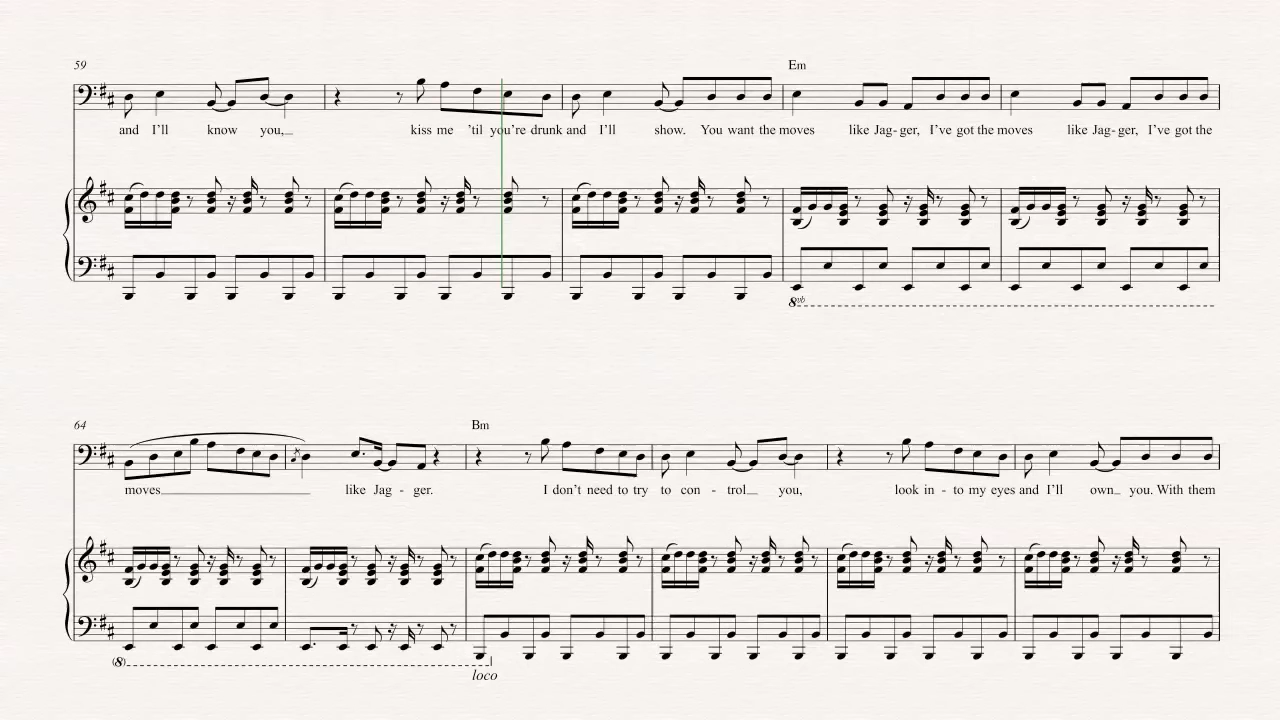 59
Em
and I'll know you, kiss me 'til you're drunk and I'll show. You want the moves like Jag-ger, I've got the moves like Jag-ger, I've got the
8vb
64
Bm
moves like Jag - ger. I don't need to try to con - trol you, look in - to my eyes and I'll own you. With them
(8)
loco